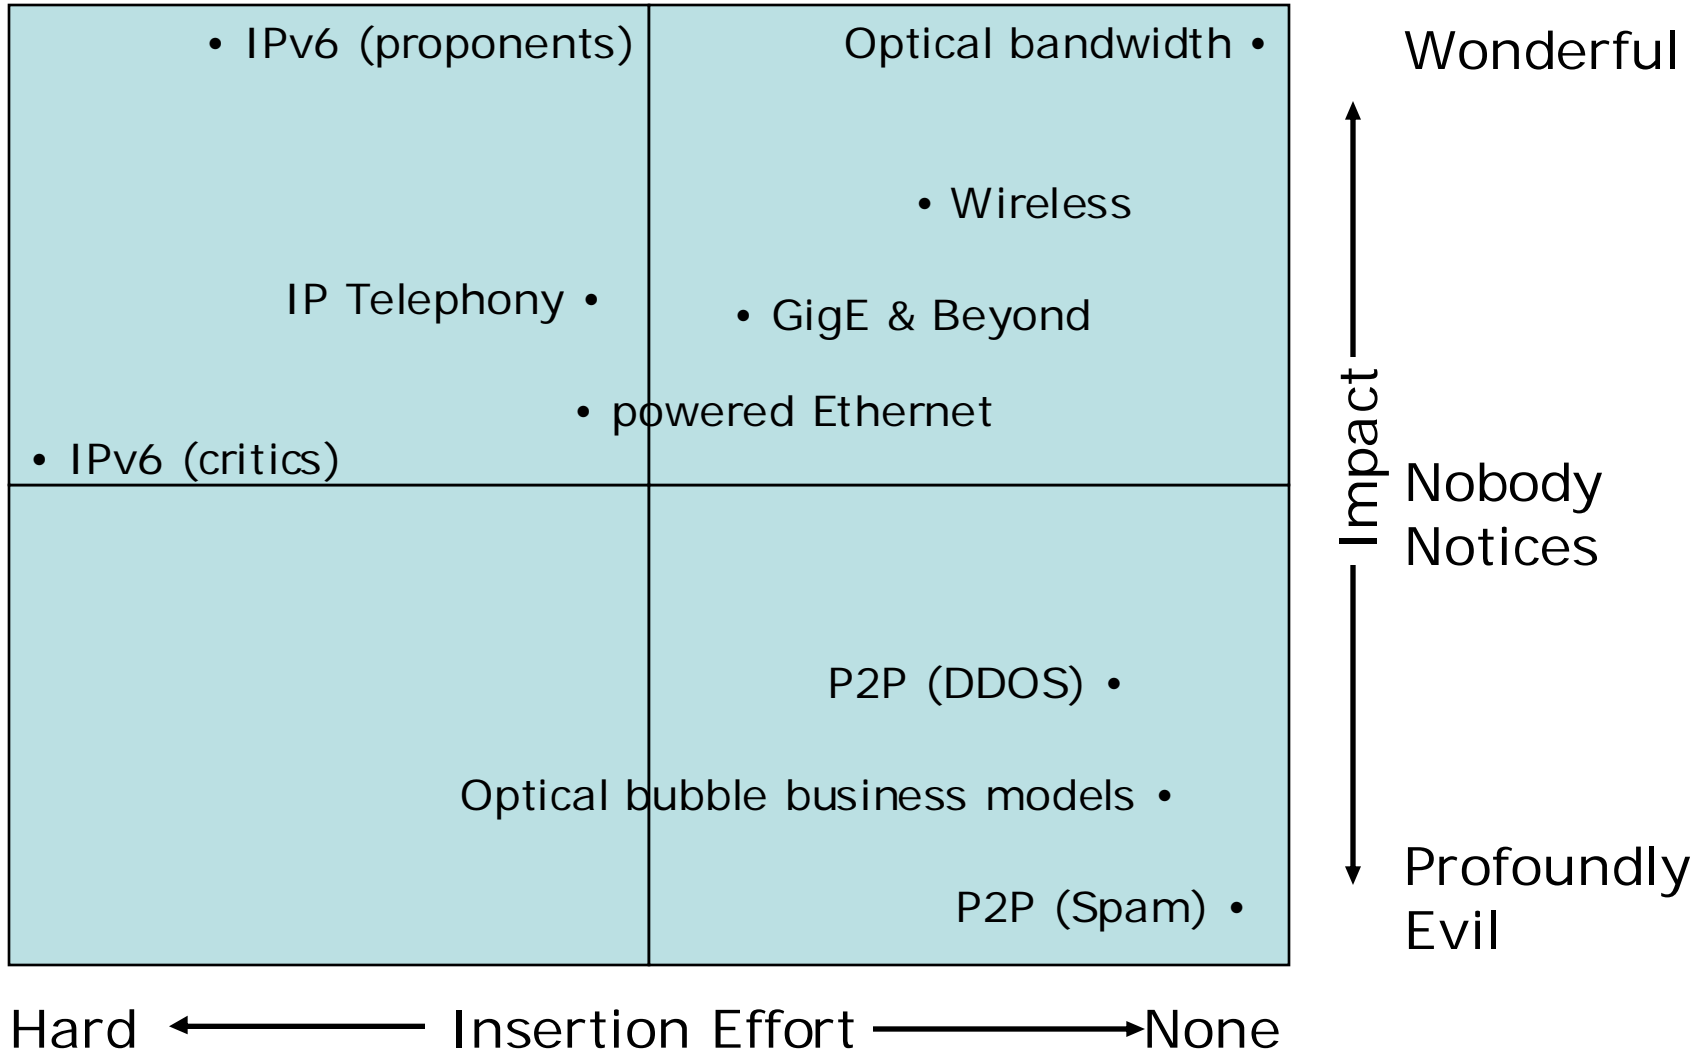 • IPv6 (proponents)
Optical bandwidth •
Wonderful
• Wireless
IP Telephony •
• GigE & Beyond
• powered Ethernet
• IPv6 (critics)
Impact
Nobody
Notices
P2P (DDOS) •
Optical bubble business models •
P2P (Spam) •
Profoundly
Evil
Hard
Insertion Effort
None